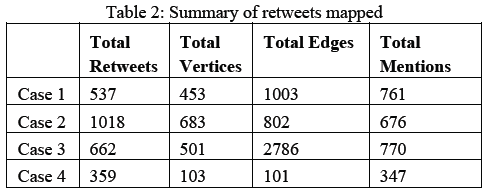 Table 2: Summary of retweets mapped
Total Retweets Total Vertices Total Edges Total Mentions
Case 1 537 453 1003 761
Case 2 1018 683 802 676
Case 3 662 501 2786 770
Case 4 359 103 101 347